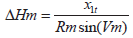 ΔHm = x₁ₜ / Rm sin(Vm)